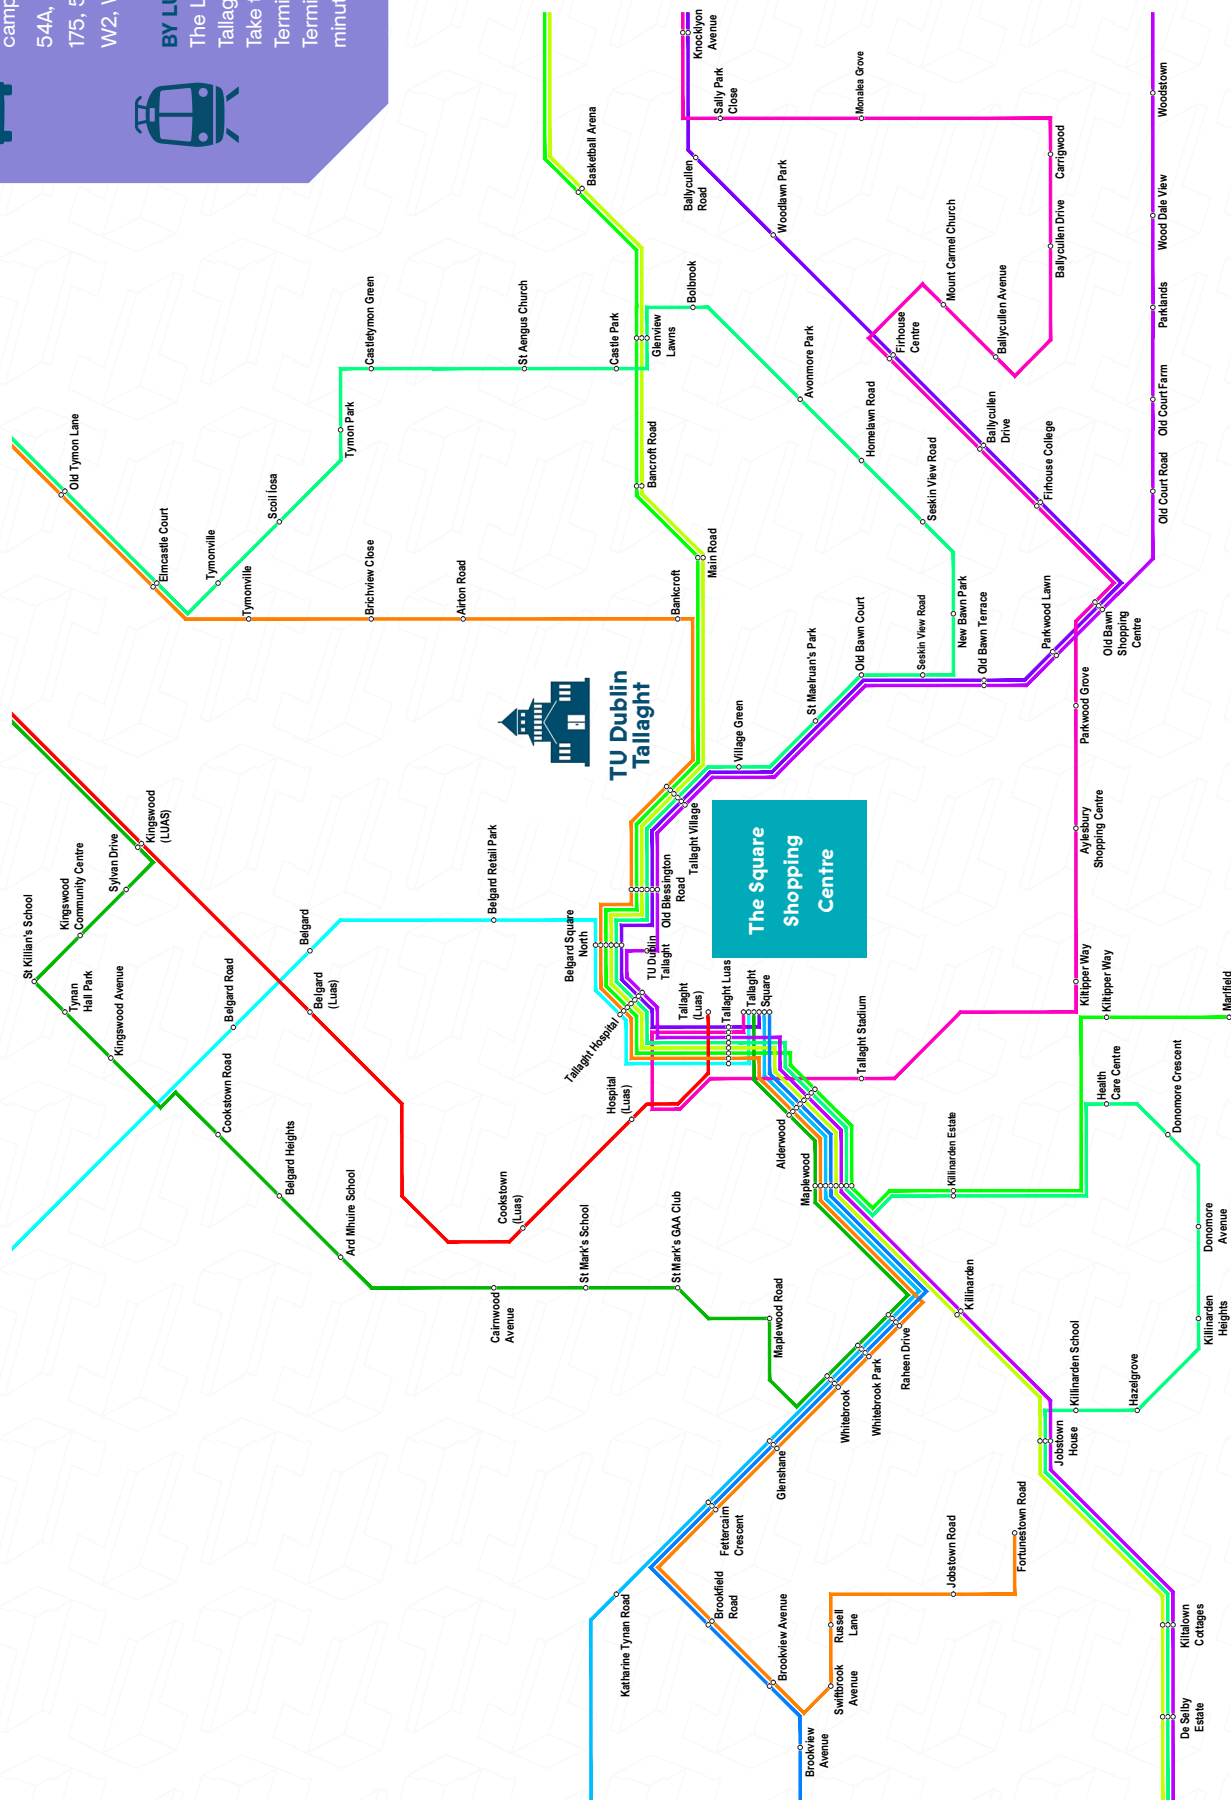 camp
54A,
175, 5
W2, W
BY LU
The L
Tallag
Take t
Termi
Termi
minut
Old Tymon Lane
Elmcastle Court
Tymonville
Scoil Íosa
Tymon Park
Castletymon Green
St Aengus Church
Castle Park
Glenview
Lawns
Bolbrook
Avonmore Park
Homelawn Road
Seskin View Road
New Bawn Park
Seskin View Road
Old Bawn Court
St Maelruan's Park
Village Green
Old Bawn Terrace
Parkwood Lawn
Old Bawn
Shopping
Centre
Basketball Arena
Bancroft Road
Main Road
Tymonville
Brichview Close
Airton Road
Bankcroft
Knocklyon
Avenue
Sally Park
Close
Monalea Grove
Carrigwood
Ballycullen Drive
Ballycullen Avenue
Mount Carmel Church
Ballycullen
Road
Woodlawn Park
Firhouse
Centre
Ballycullen
Drive
Firhouse College
Woodstown
Wood Dale View
Parklands
Old Court Farm
Old Court Road
Parkwood Grove
Aylesbury
Shopping Centre
Kiltipper Way
Kiltipper Way
Marlfield
TU Dublin
Tallaght
The Square
Shopping
Centre
Tallaght Village
Old Blessington
Road
Belgard Square
North
TU Dublin
Tallaght
Tallaght Hospital
Tallaght
(Luas)
Tallaght Luas
Tallaght
Square
Tallaght Stadium
Hospital
(Luas)
Cookstown
(Luas)
Belgard
(Luas)
Kingswood
(LUAS)
Sylvan Drive
Kingswood
Community Centre
St Killian's School
Tynan
Hall Park
Kingswood Avenue
Belgard Road
Belgard
Belgard Retail Park
Cookstown Road
Belgard Heights
Ard Mhuire School
Cairnwood
Avenue
St Mark's School
St Mark's GAA Club
Maplewood Road
Alderwood
Maplewood
Killinarden Estate
Health
Care Centre
Donomore Crescent
Donomore
Avenue
Killinarden
Heights
Hazelgrove
Killinarden School
Killinarden
Jobstown
House
Raheen Drive
Whitebrook Park
Whitebrook
Glenshane
Fettercairn
Crescent
Katharine Tynan Road
Brookfield
Road
Brookview Avenue
Brookview
Avenue
Swiftbrook
Avenue
Russell
Lane
Jobstown Road
Fortunestown Road
Kiltalown
Cottages
De Selby
Estate